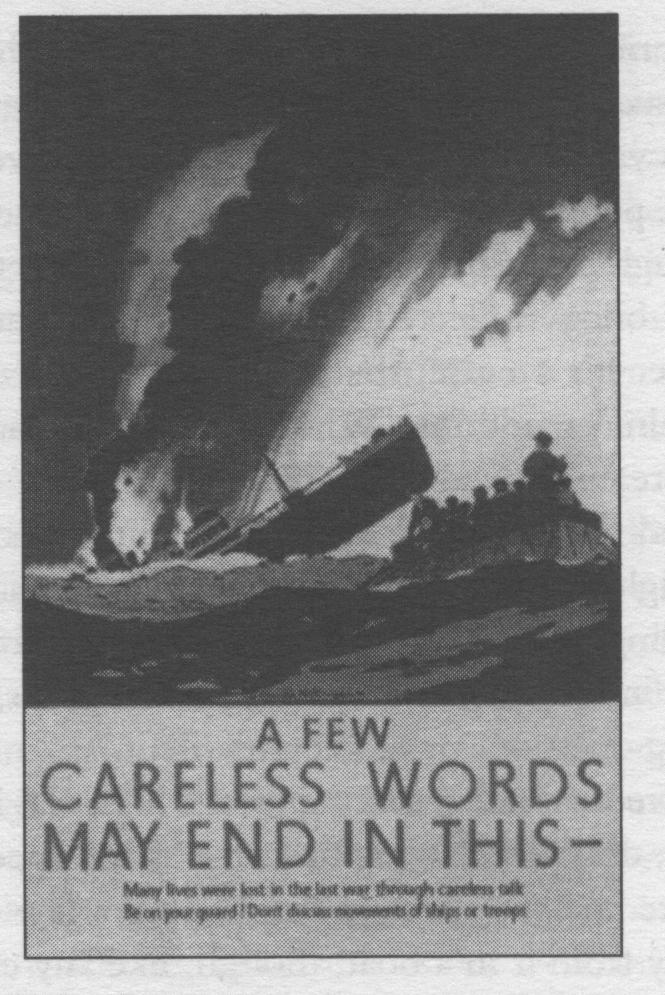 A FEW
CARELESS WORDS
MAY END IN THIS—
Many lives were lost in the last war through careless talk
Be on your guard! Don't discuss movements of ships or troops